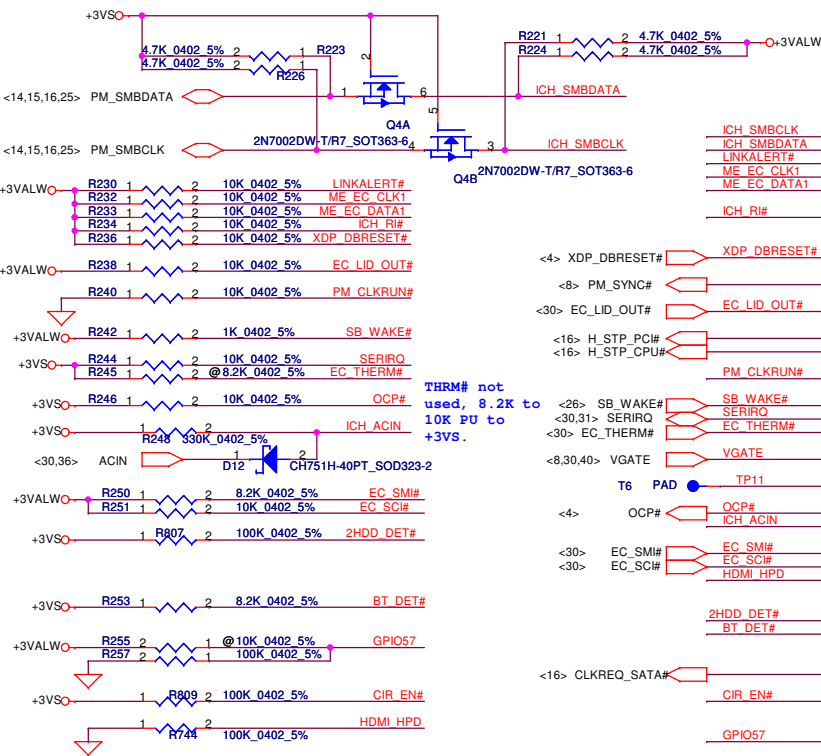 +3VS
4.7K_0402_5% 2 1 R223
4.7K_0402_5% 2 1 R226
R221 1 2 4.7K_0402_5%
R224 1 2 4.7K_0402_5%
+3VALW
2
<14,15,16,25> PM_SMBDATA 1 6 ICH_SMBDATA
Q4A
5
2N7002DW-T/R7_SOT363-6
<14,15,16,25> PM_SMBCLK 4 3 ICH_SMBCLK
Q4B 2N7002DW-T/R7_SOT363-6
+3VALW R230 1 2 10K_0402_5% LINKALERT#
R232 1 2 10K_0402_5% ME_EC_CLK1
R233 1 2 10K_0402_5% ME_EC_DATA1
R234 1 2 10K_0402_5% ICH_RI#
R236 1 2 10K_0402_5% XDP_DBRESET#
+3VALW R238 1 2 10K_0402_5% EC_LID_OUT#
R240 1 2 10K_0402_5% PM_CLKRUN#
+3VALW R242 1 2 1K_0402_5% SB_WAKE#
+3VS R244 1 2 10K_0402_5% SERIRQ
R245 1 2 @ 8.2K_0402_5% EC_THERM#
THRM# not
used, 8.2K to
10K PU to
+3VS.
+3VS R246 1 2 10K_0402_5% OCP#
+3VS 1 2 ICH_ACIN
R248 330K_0402_5%
<30,36> ACIN 1 2
D12 CH751H-40PT_SOD323-2
+3VALW R250 1 2 8.2K_0402_5% EC_SMI#
R251 1 2 10K_0402_5% EC_SCI#
+3VS 1 R807 2 100K_0402_5% 2HDD_DET#
+3VS R253 1 2 8.2K_0402_5% BT_DET#
+3VALW R255 2 1 @ 10K_0402_5% GPIO57
R257 2 1 100K_0402_5%
+3VS 1 R809 2 100K_0402_5% CIR_EN#
1 R744 2 100K_0402_5% HDMI_HPD
ICH_SMBCLK
ICH_SMBDATA
LINKALERT#
ME_EC_CLK1
ME_EC_DATA1
ICH_RI#
<4> XDP_DBRESET# XDP_DBRESET#
<8> PM_SYNC#
<30> EC_LID_OUT# EC_LID_OUT#
<16> H_STP_PCI#
<16> H_STP_CPU#
PM_CLKRUN#
<26> SB_WAKE# SB_WAKE#
<30,31> SERIRQ SERIRQ
<30> EC_THERM# EC_THERM#
<8,30,40> VGATE VGATE
T6 PAD TP11
<4> OCP# OCP#
ICH_ACIN
<30> EC_SMI# EC_SMI#
<30> EC_SCI# EC_SCI#
HDMI_HPD
2HDD_DET#
BT_DET#
<16> CLKREQ_SATA#
CIR_EN#
GPIO57